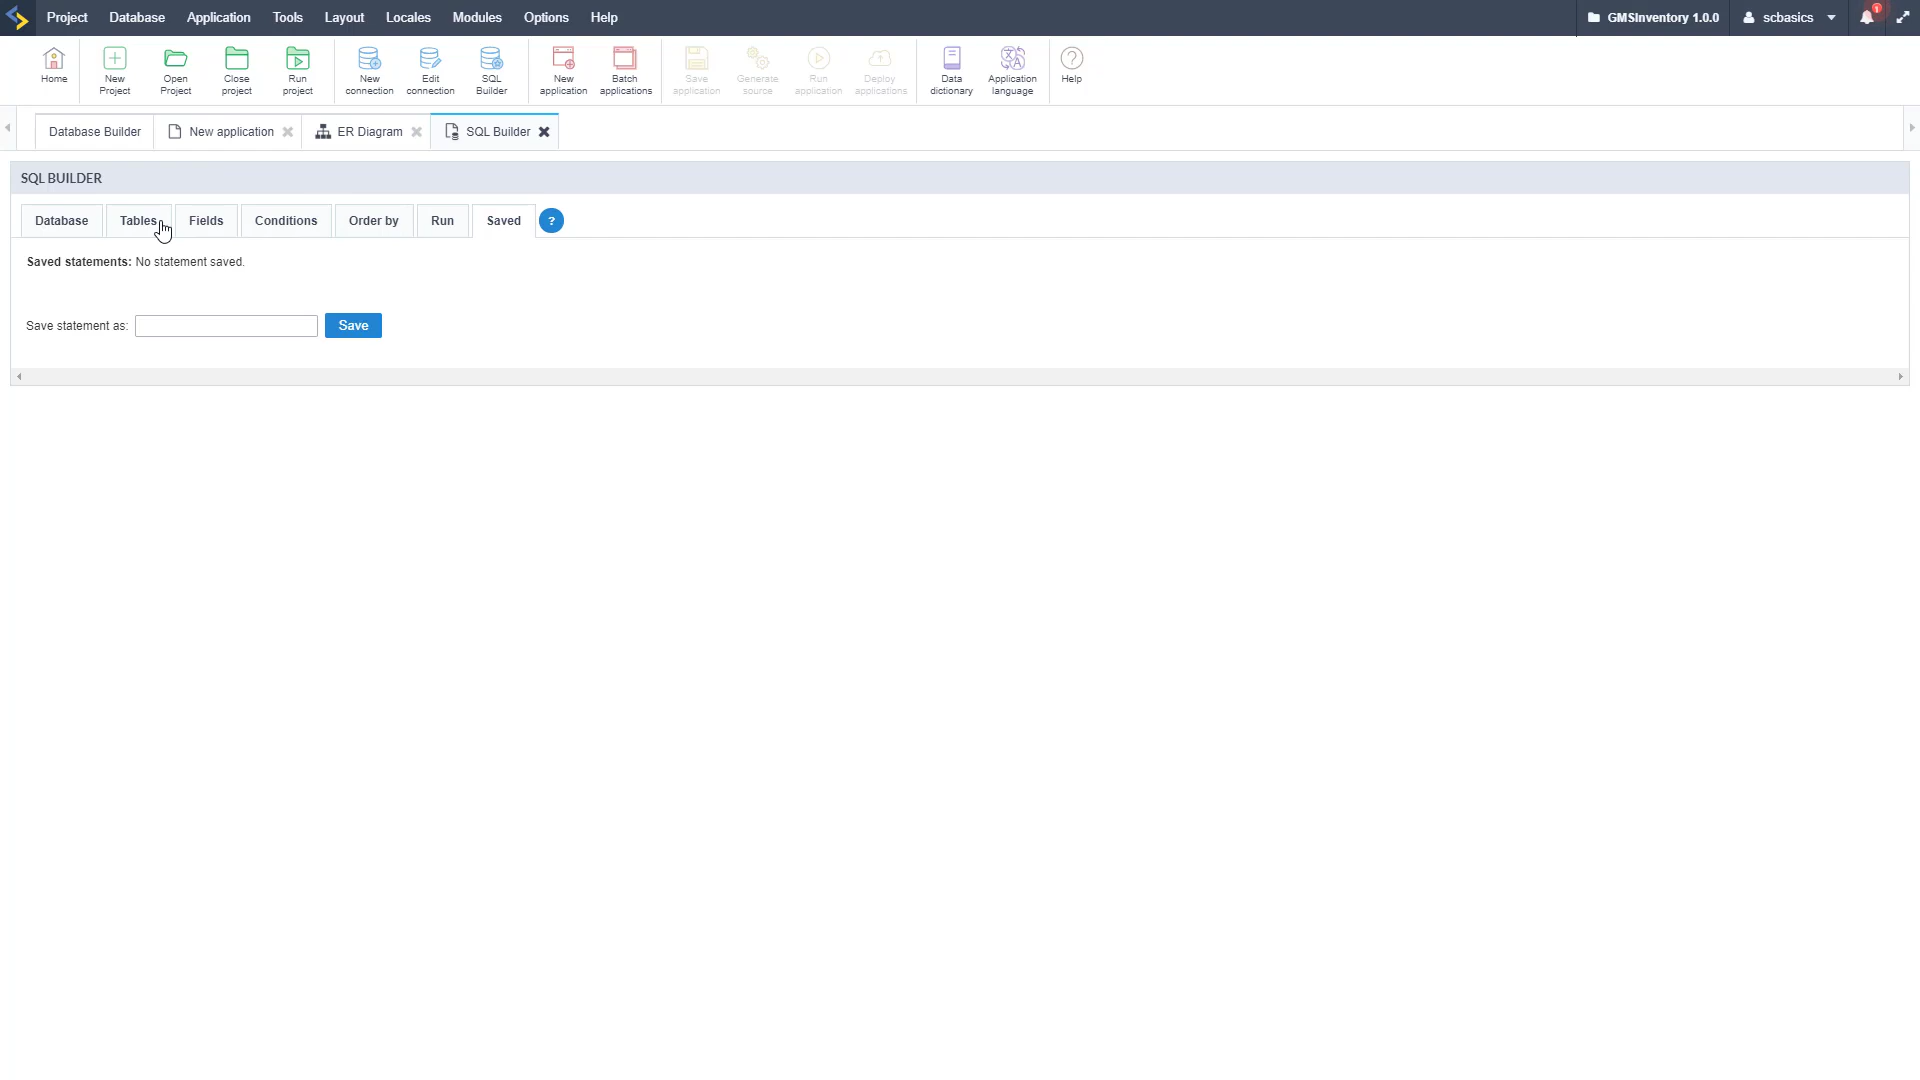 Project Database Application Tools Layout Locales Modules Options Help GMSInventory 1.0.0 scbasics 1
Home New Project Open Project Close project Run project New connection Edit connection SQL Builder New application Batch applications Save application Generate source Run application Deploy applications Data dictionary Application language Help
Database Builder New application ER Diagram SQL Builder
SQL BUILDER
Database Tables Fields Conditions Order by Run Saved ?
Saved statements: No statement saved.
Save statement as: Save